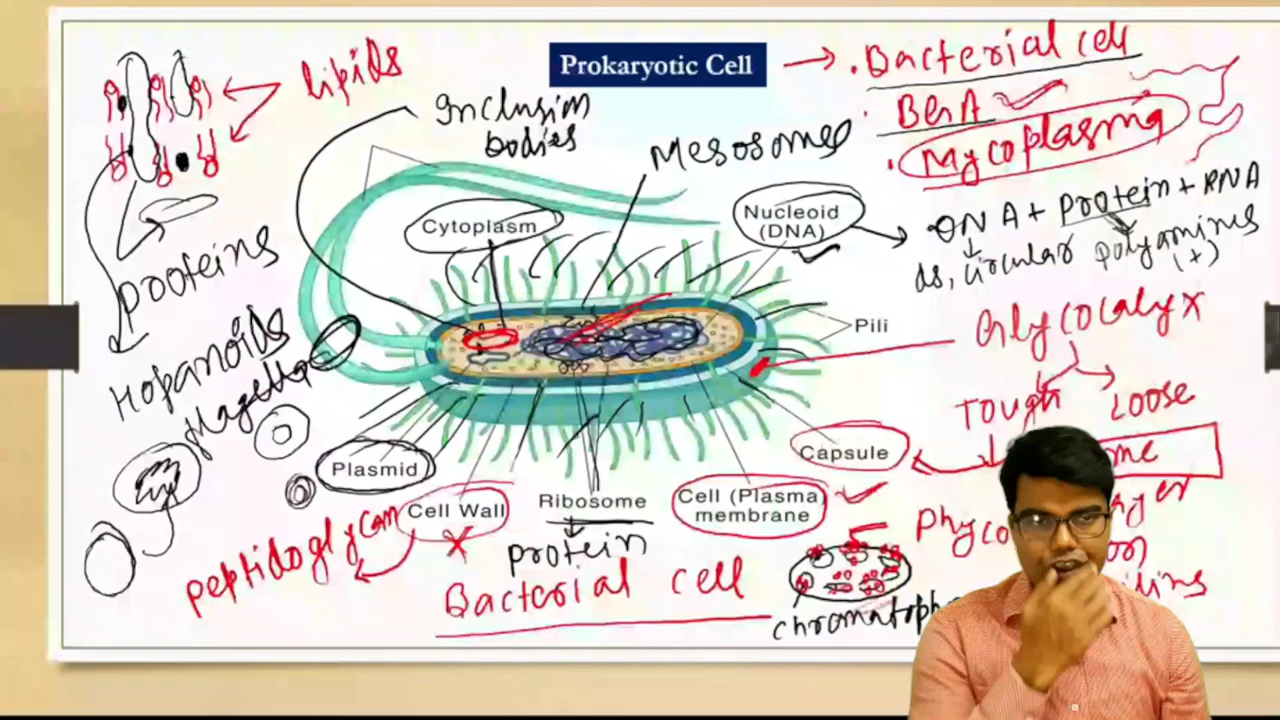 Prokaryotic Cell
Bacterial cell
BGA
Mycoplasma
lipids
Inclusion
bodies
Mesosomes
Cytoplasm
Nucleoid
(DNA)
DNA + protein + RNA
ds, circular polyamines
(+)
proteins
Hopanoids
flagella
Pili
Glycocalyx
Tough Loose
Capsule
me
Plasmid
Cell Wall
Ribosome
Cell (Plasma)
membrane
peptidoglycan
protein
Bacterial cell